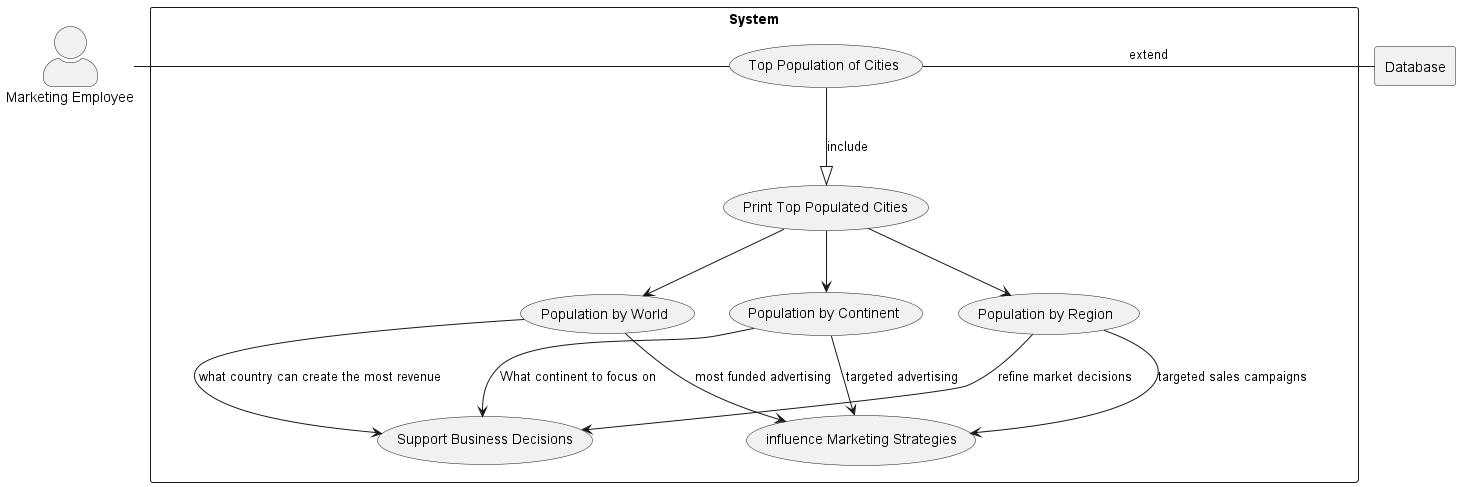 System
Marketing Employee
Top Population of Cities
extend
Database
include
Print Top Populated Cities
Population by World
Population by Continent
Population by Region
what country can create the most revenue
What continent to focus on
most funded advertising
targeted advertising
refine market decisions
targeted sales campaigns
Support Business Decisions
influence Marketing Strategies